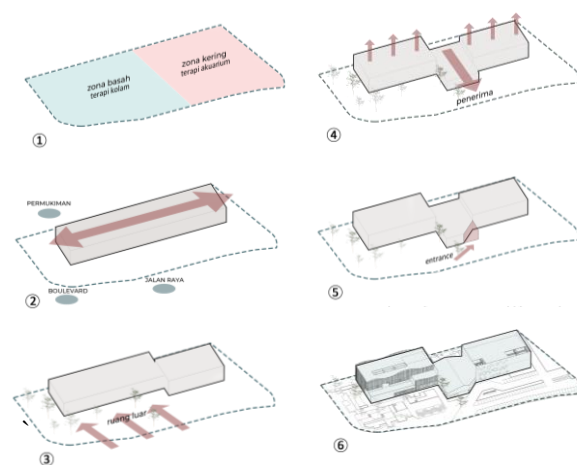 zona basah
terapi kolam
zona kering
terapi akuarium
①
PERMUKIMAN
BOULEVARD
JALAN RAYA
②
ruang luar
③
penerima
④
entrance
⑤
⑥